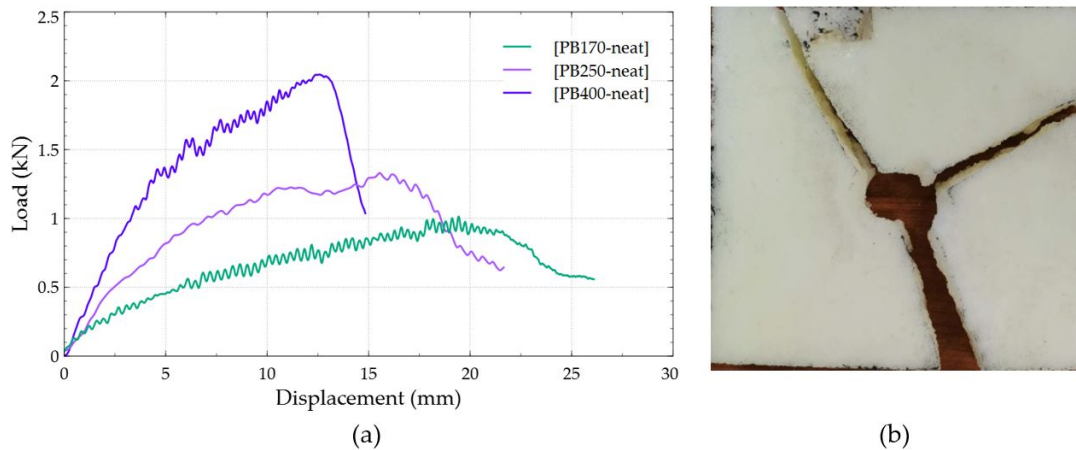 2.5
2
1.5
1
0.5
0
Load (kN)
[PB170-neat]
[PB250-neat]
[PB400-neat]
0 5 10 15 20 25 30
Displacement (mm)
(a) (b)